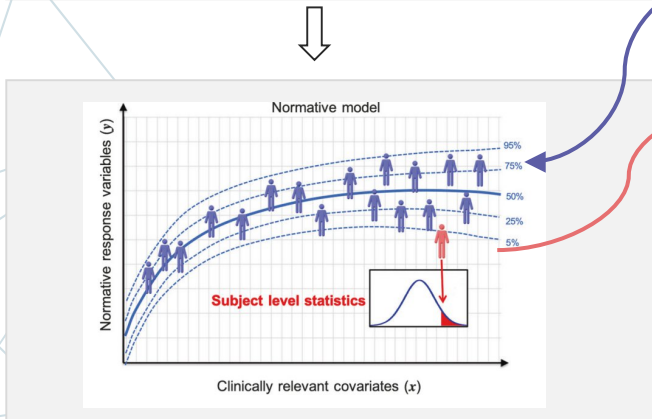 Normative model
Normative response variables (y)
95%
75%
50%
25%
5%
Subject level statistics
Clinically relevant covariates (x)